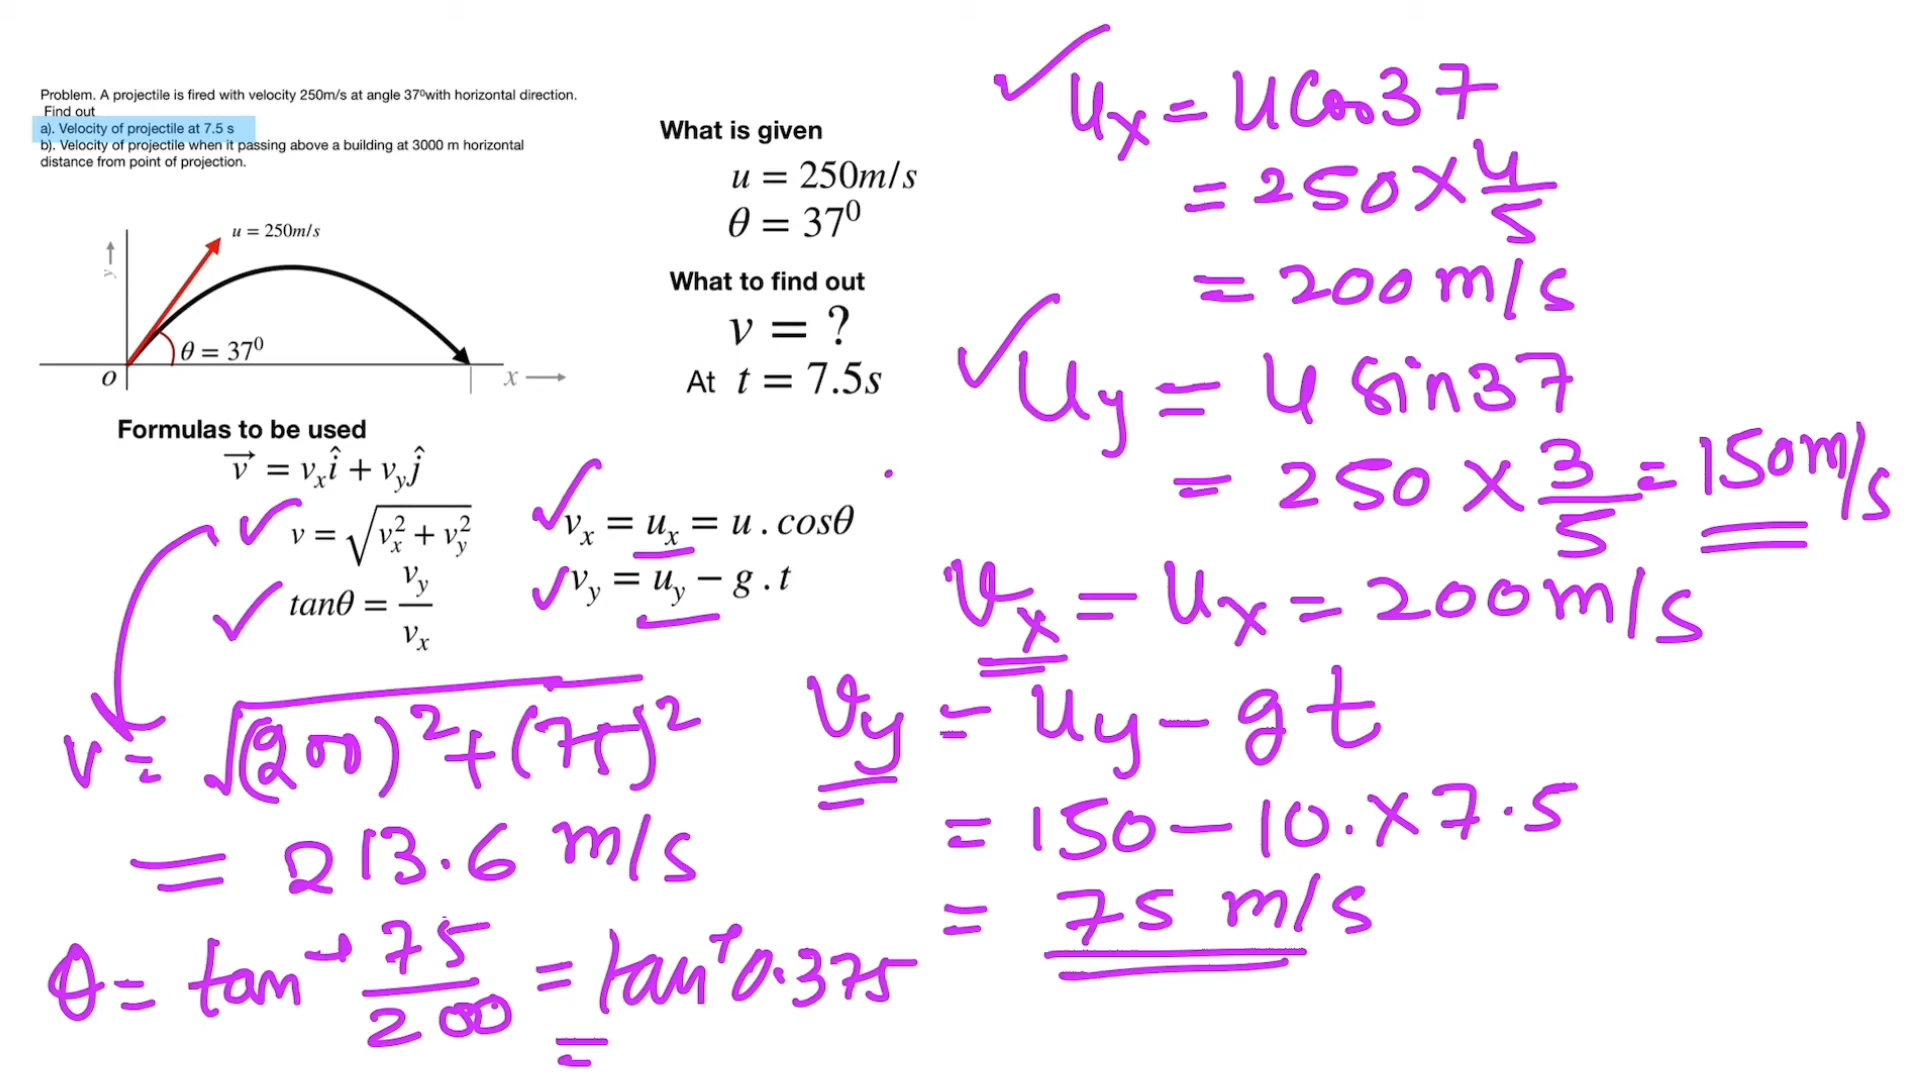 Problem. A projectile is fired with velocity 250m/s at angle 37⁰with horizontal direction.
Find out
a). Velocity of projectile at 7.5 s
b). Velocity of projectile when it passing above a building at 3000 m horizontal
distance from point of projection.
u = 250m/s
y
θ = 37⁰
O
x
What is given
u = 250m/s
θ = 37⁰
What to find out
v = ?
At t = 7.5s
Formulas to be used
v⃗ = vₓî + v_yĵ
v = √(vₓ² + v_y²)
tanθ = v_y/vₓ
vₓ = uₓ = u . cosθ
v_y = u_y − g . t
v = √((200)² + (75)²)
= 213.6 m/s
θ = tan⁻¹ 75/200 = tan⁻¹ 0.375
=
uₓ = u cos 37
= 250 × 4/5
= 200 m/s
u_y = u sin 37
= 250 × 3/5 = 150 m/s
vₓ = uₓ = 200 m/s
v_y = u_y − g t
= 150 − 10. × 7.5
= 75 m/s